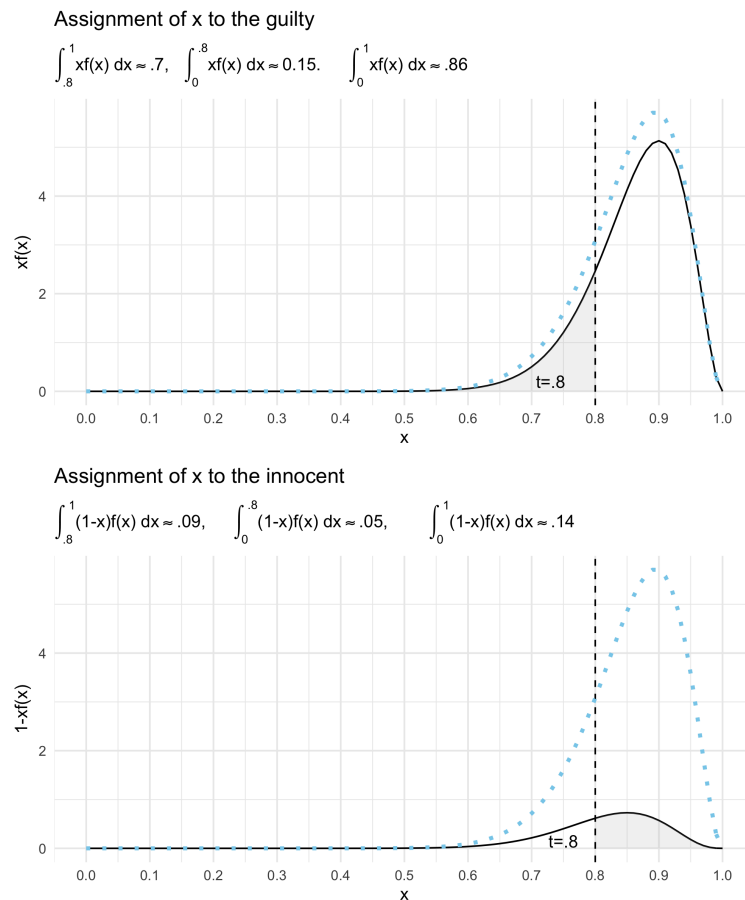 Assignment of x to the guilty
∫.8^1 xf(x) dx ≈ .7, ∫0^.8 xf(x) dx ≈ 0.15. ∫0^1 xf(x) dx ≈ .86
xf(x)
4
2
0
t=.8
0.0 0.1 0.2 0.3 0.4 0.5 0.6 0.7 0.8 0.9 1.0
x
Assignment of x to the innocent
∫.8^1 (1-x)f(x) dx ≈ .09, ∫0^.8 (1-x)f(x) dx ≈ .05, ∫0^1 (1-x)f(x) dx ≈ .14
1-xf(x)
4
2
0
t=.8
0.0 0.1 0.2 0.3 0.4 0.5 0.6 0.7 0.8 0.9 1.0
x